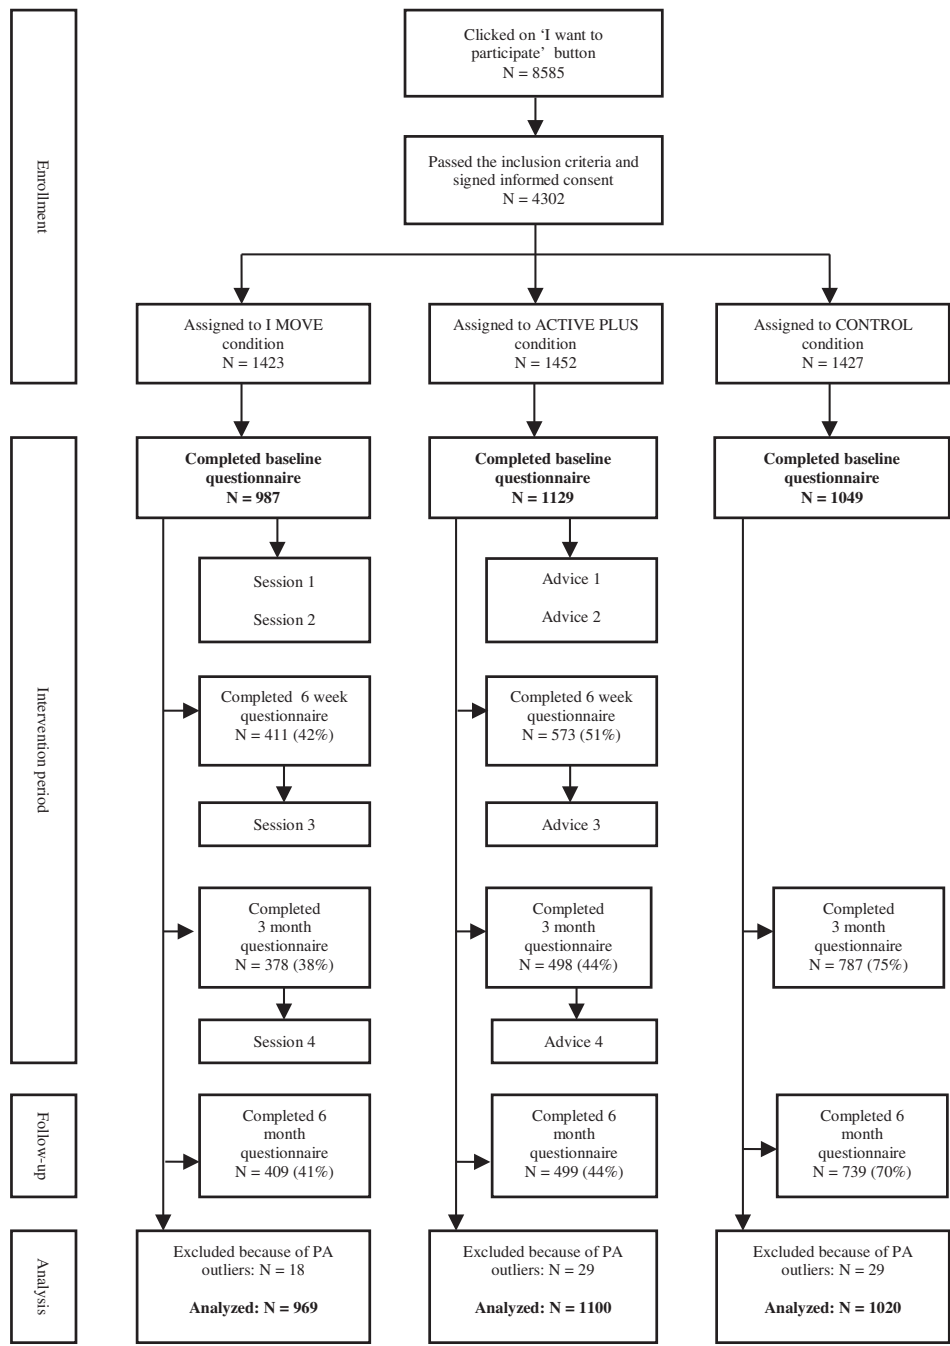 Enrollment
Clicked on ‘I want to
participate’ button
N = 8585
Passed the inclusion criteria and
signed informed consent
N = 4302
Assigned to I MOVE
condition
N = 1423
Assigned to ACTIVE PLUS
condition
N = 1452
Assigned to CONTROL
condition
N = 1427
Intervention period
Completed baseline
questionnaire
N = 987
Completed baseline
questionnaire
N = 1129
Completed baseline
questionnaire
N = 1049
Session 1
Session 2
Advice 1
Advice 2
Completed 6 week
questionnaire
N = 411 (42%)
Completed 6 week
questionnaire
N = 573 (51%)
Session 3
Advice 3
Completed
3 month
questionnaire
N = 378 (38%)
Completed
3 month
questionnaire
N = 498 (44%)
Completed
3 month
questionnaire
N = 787 (75%)
Session 4
Advice 4
Follow-up
Completed 6
month
questionnaire
N = 409 (41%)
Completed 6
month
questionnaire
N = 499 (44%)
Completed 6
month
questionnaire
N = 739 (70%)
Analysis
Excluded because of PA
outliers: N = 18
Analyzed: N = 969
Excluded because of PA
outliers: N = 29
Analyzed: N = 1100
Excluded because of PA
outliers: N = 29
Analyzed: N = 1020